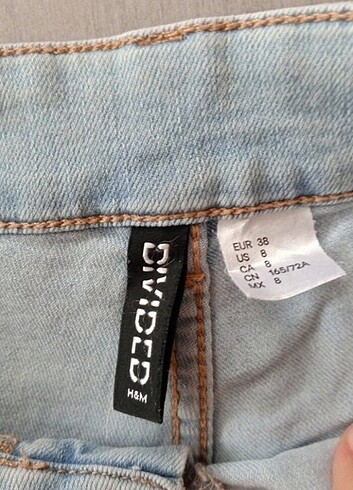 DIVIDED
H&M
EUR 38
US 8
CA 8
CN 165/72A
MX 8